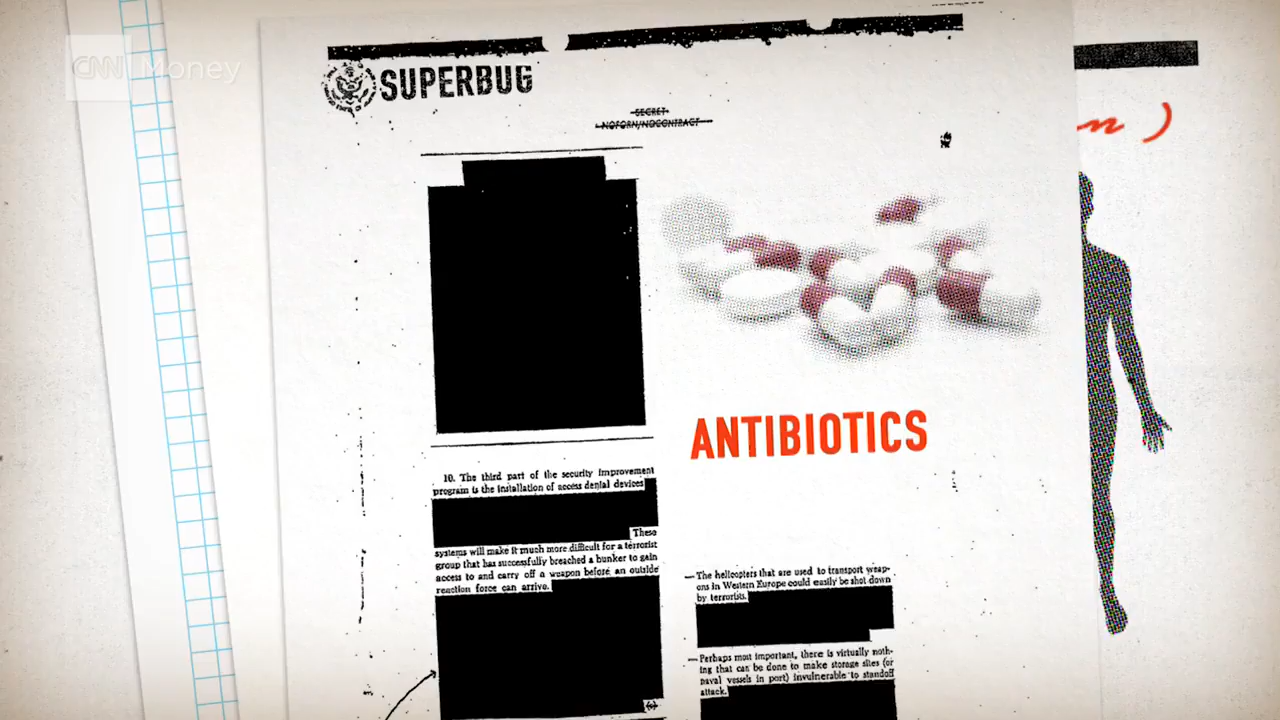 CNN Money
SUPERBUG
SECRET
NOFORN/NOCONTRACT
n )
ANTIBIOTICS
10. The third part of the security improvement
program is the installation of access denial devices
These
systems will make it much more difficult for a terrorist
group that has successfully breached a bunker to gain
access to and carry off a weapon before an outside
reaction force can arrive.
—The helicopters that are used to transport weap-
ons in Western Europe could easily be shot down
by terrorists.
—Perhaps most important, there is virtually noth-
ing that can be done to make storage sites (or
naval vessels in port) invulnerable to standoff
attack.